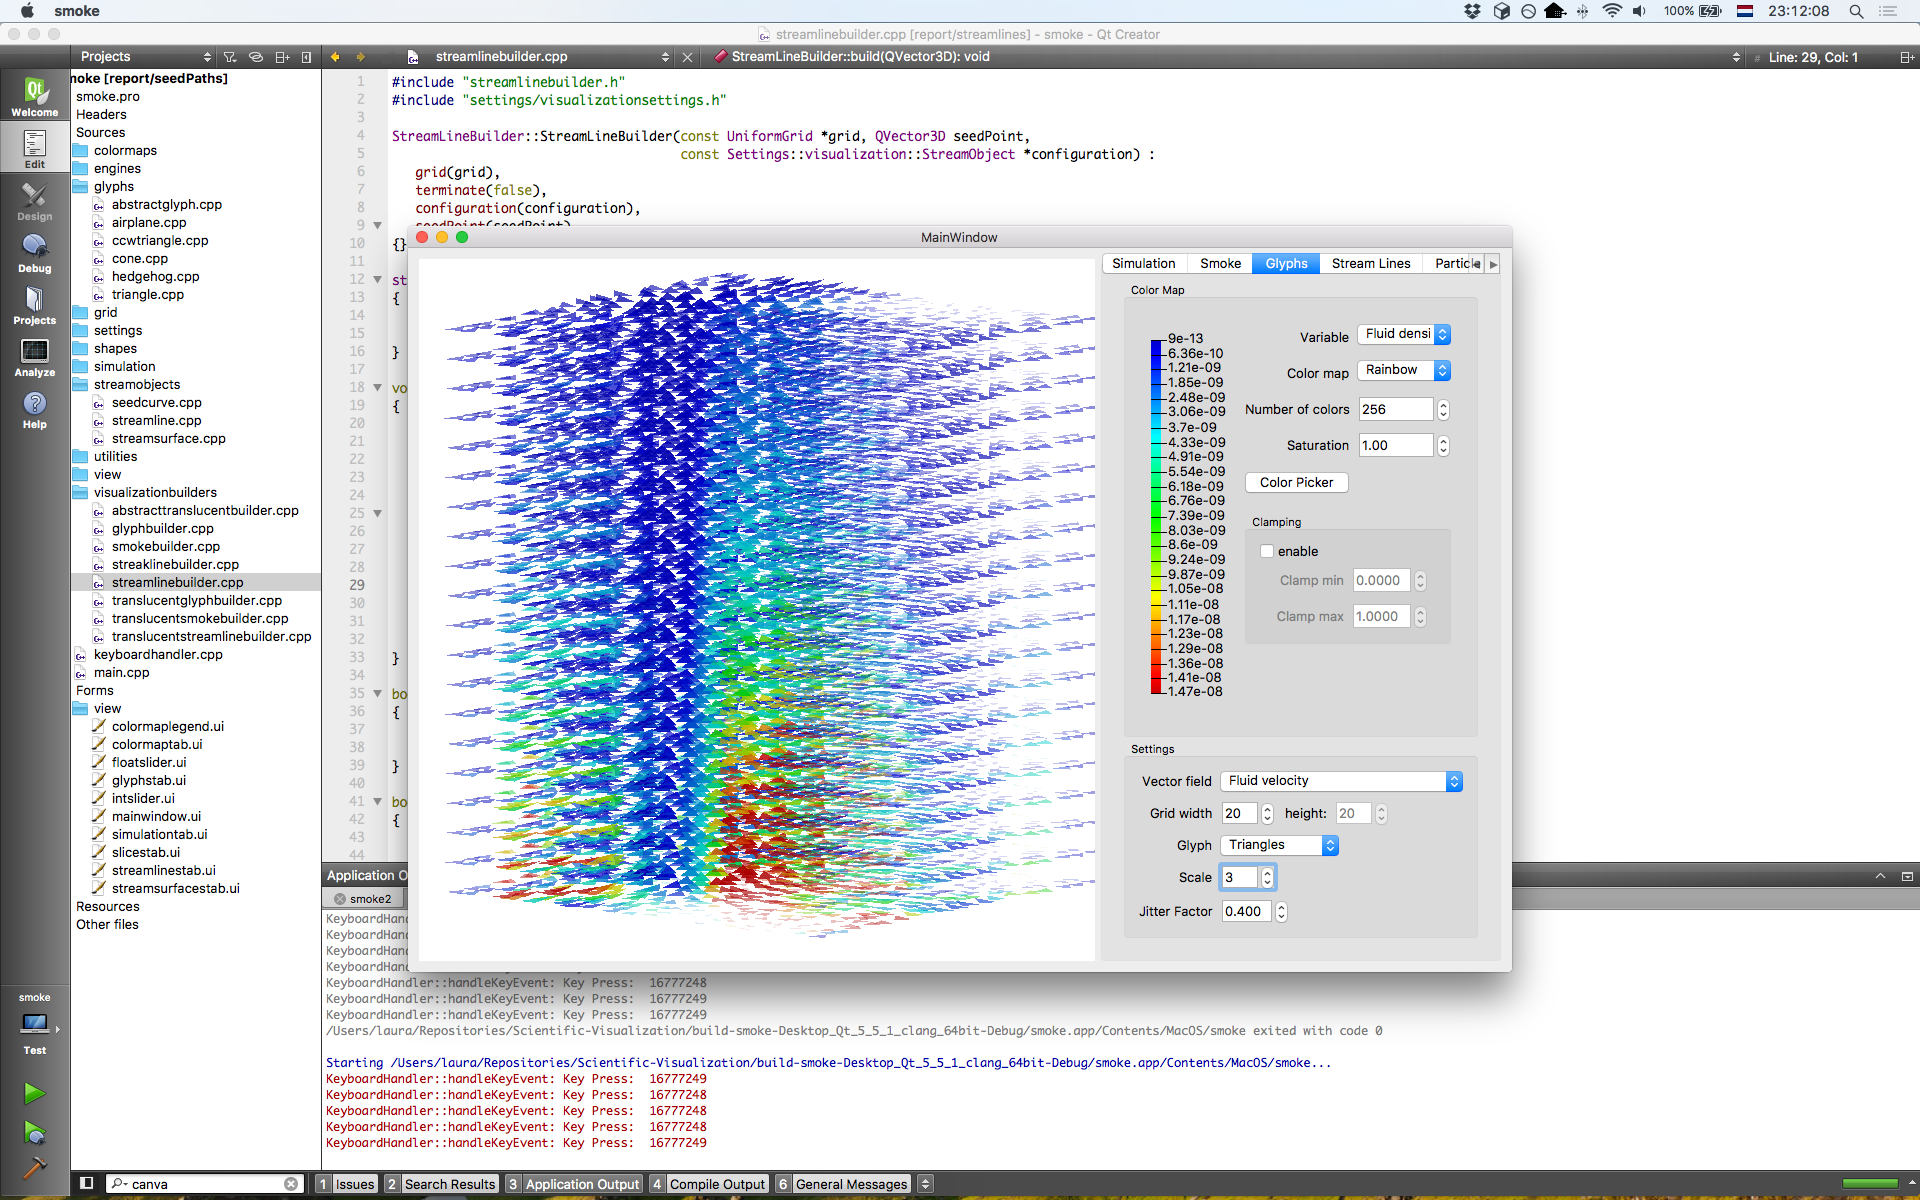 smoke
100%
23:12:08
streamlinebuilder.cpp [report/streamlines] - smoke - Qt Creator
Projects
streamlinebuilder.cpp
StreamLineBuilder::build(QVector3D): void
#
Line: 29, Col: 1
Welcome
Edit
Design
Debug
Projects
Analyze
Help
smoke
Test
moke [report/seedPaths]
smoke.pro
Headers
Sources
colormaps
engines
glyphs
abstractglyph.cpp
airplane.cpp
ccwtriangle.cpp
cone.cpp
hedgehog.cpp
triangle.cpp
grid
settings
shapes
simulation
streamobjects
seedcurve.cpp
streamline.cpp
streamsurface.cpp
utilities
view
visualizationbuilders
abstracttranslucentbuilder.cpp
glyphbuilder.cpp
smokebuilder.cpp
streaklinebuilder.cpp
streamlinebuilder.cpp
translucentglyphbuilder.cpp
translucentsmokebuilder.cpp
translucentstreamlinebuilder.cpp
keyboardhandler.cpp
main.cpp
Forms
view
colormaplegend.ui
colormaptab.ui
floatslider.ui
glyphstab.ui
intslider.ui
mainwindow.ui
simulationtab.ui
slicestab.ui
streamlinestab.ui
streamsurfacestab.ui
Resources
Other files
1 #include "streamlinebuilder.h"
2 #include "settings/visualizationsettings.h"
3
4 StreamLineBuilder::StreamLineBuilder(const UniformGrid *grid, QVector3D seedPoint,
5 const Settings::visualization::StreamObject *configuration) :
6 grid(grid),
7 terminate(false),
8 configuration(configuration),
9 seedPoint(seedPoint)
10 {}
11
12 st
13 {
14
15
16 }
17
18 vo
19 {
20
21
22
23
24
25
26
27
28
29
30
31
32
33 }
34
35 bo
36 {
37
38
39 }
40
41 bo
42 {
43
44
MainWindow
Simulation
Smoke
Glyphs
Stream Lines
Particle
Color Map
9e-13
6.36e-10
1.21e-09
1.85e-09
2.48e-09
3.06e-09
3.7e-09
4.33e-09
4.91e-09
5.54e-09
6.18e-09
6.76e-09
7.39e-09
8.03e-09
8.6e-09
9.24e-09
9.87e-09
1.05e-08
1.11e-08
1.17e-08
1.23e-08
1.29e-08
1.36e-08
1.41e-08
1.47e-08
Variable Fluid densi
Color map Rainbow
Number of colors 256
Saturation 1.00
Color Picker
Clamping
enable
Clamp min 0.0000
Clamp max 1.0000
Settings
Vector field Fluid velocity
Grid width 20 height: 20
Glyph Triangles
Scale 3
Jitter Factor 0.400
Application O
smoke2
KeyboardHan
KeyboardHan
KeyboardHan
KeyboardHandler::handleKeyEvent: Key Press:
KeyboardHandler::handleKeyEvent: Key Press: 16777248
KeyboardHandler::handleKeyEvent: Key Press: 16777249
KeyboardHandler::handleKeyEvent: Key Press: 16777249
/Users/laura/Repositories/Scientific-Visualization/build-smoke-Desktop_Qt_5_5_1_clang_64bit-Debug/smoke.app/Contents/MacOS/smoke exited with code 0
Starting /Users/laura/Repositories/Scientific-Visualization/build-smoke-Desktop_Qt_5_5_1_clang_64bit-Debug/smoke.app/Contents/MacOS/smoke...
KeyboardHandler::handleKeyEvent: Key Press: 16777249
KeyboardHandler::handleKeyEvent: Key Press: 16777248
KeyboardHandler::handleKeyEvent: Key Press: 16777248
KeyboardHandler::handleKeyEvent: Key Press: 16777248
KeyboardHandler::handleKeyEvent: Key Press: 16777249
canva
1 Issues
2 Search Results
3 Application Output
4 Compile Output
6 General Messages